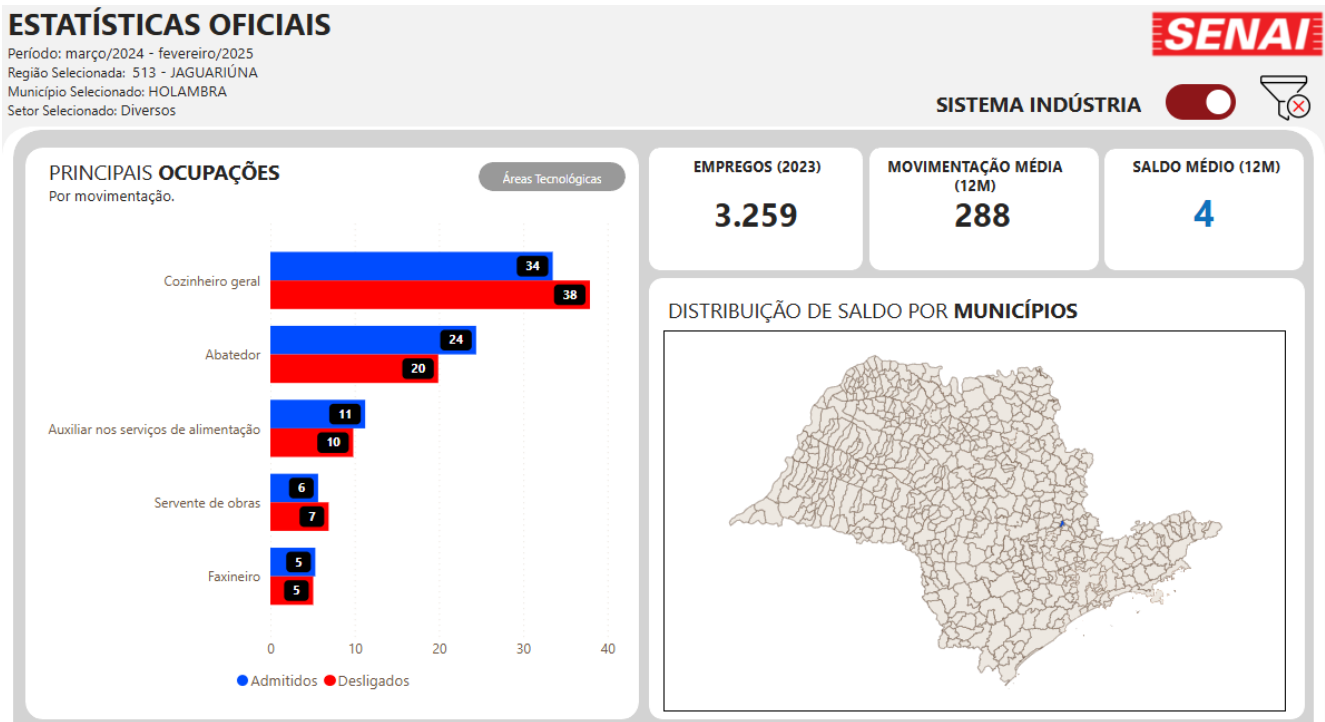 ESTATÍSTICAS OFICIAIS
Período: março/2024 - fevereiro/2025
Região Selecionada: 513 - JAGUARIÚNA
Município Selecionado: HOLAMBRA
Setor Selecionado: Diversos
SENAI
SISTEMA INDÚSTRIA
PRINCIPAIS OCUPAÇÕES
Por movimentação.
Áreas Tecnológicas
Cozinheiro geral
34
38
Abatedor
24
20
Auxiliar nos serviços de alimentação
11
10
Servente de obras
6
7
Faxineiro
5
5
0 10 20 30 40
Admitidos Desligados
EMPREGOS (2023)
3.259
MOVIMENTAÇÃO MÉDIA
(12M)
288
SALDO MÉDIO (12M)
4
DISTRIBUIÇÃO DE SALDO POR MUNICÍPIOS